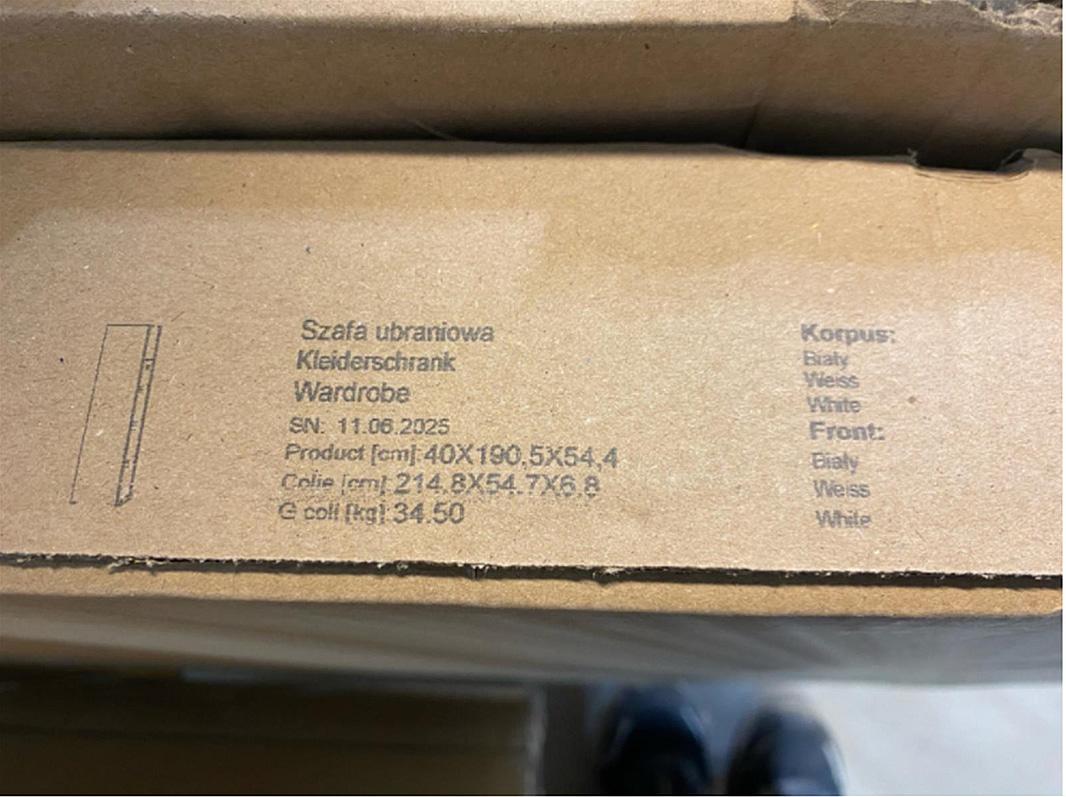 Szafa ubraniowa
Kleiderschrank
Wardrobe
SN: 11.06.2025
Product [cm]:40X190,5X54,4
Colie [cm]:214.8X54.7X6.8
G coli [kg]:34.50
Korpus:
Biały
Weiss
White
Front:
Biały
Weiss
White